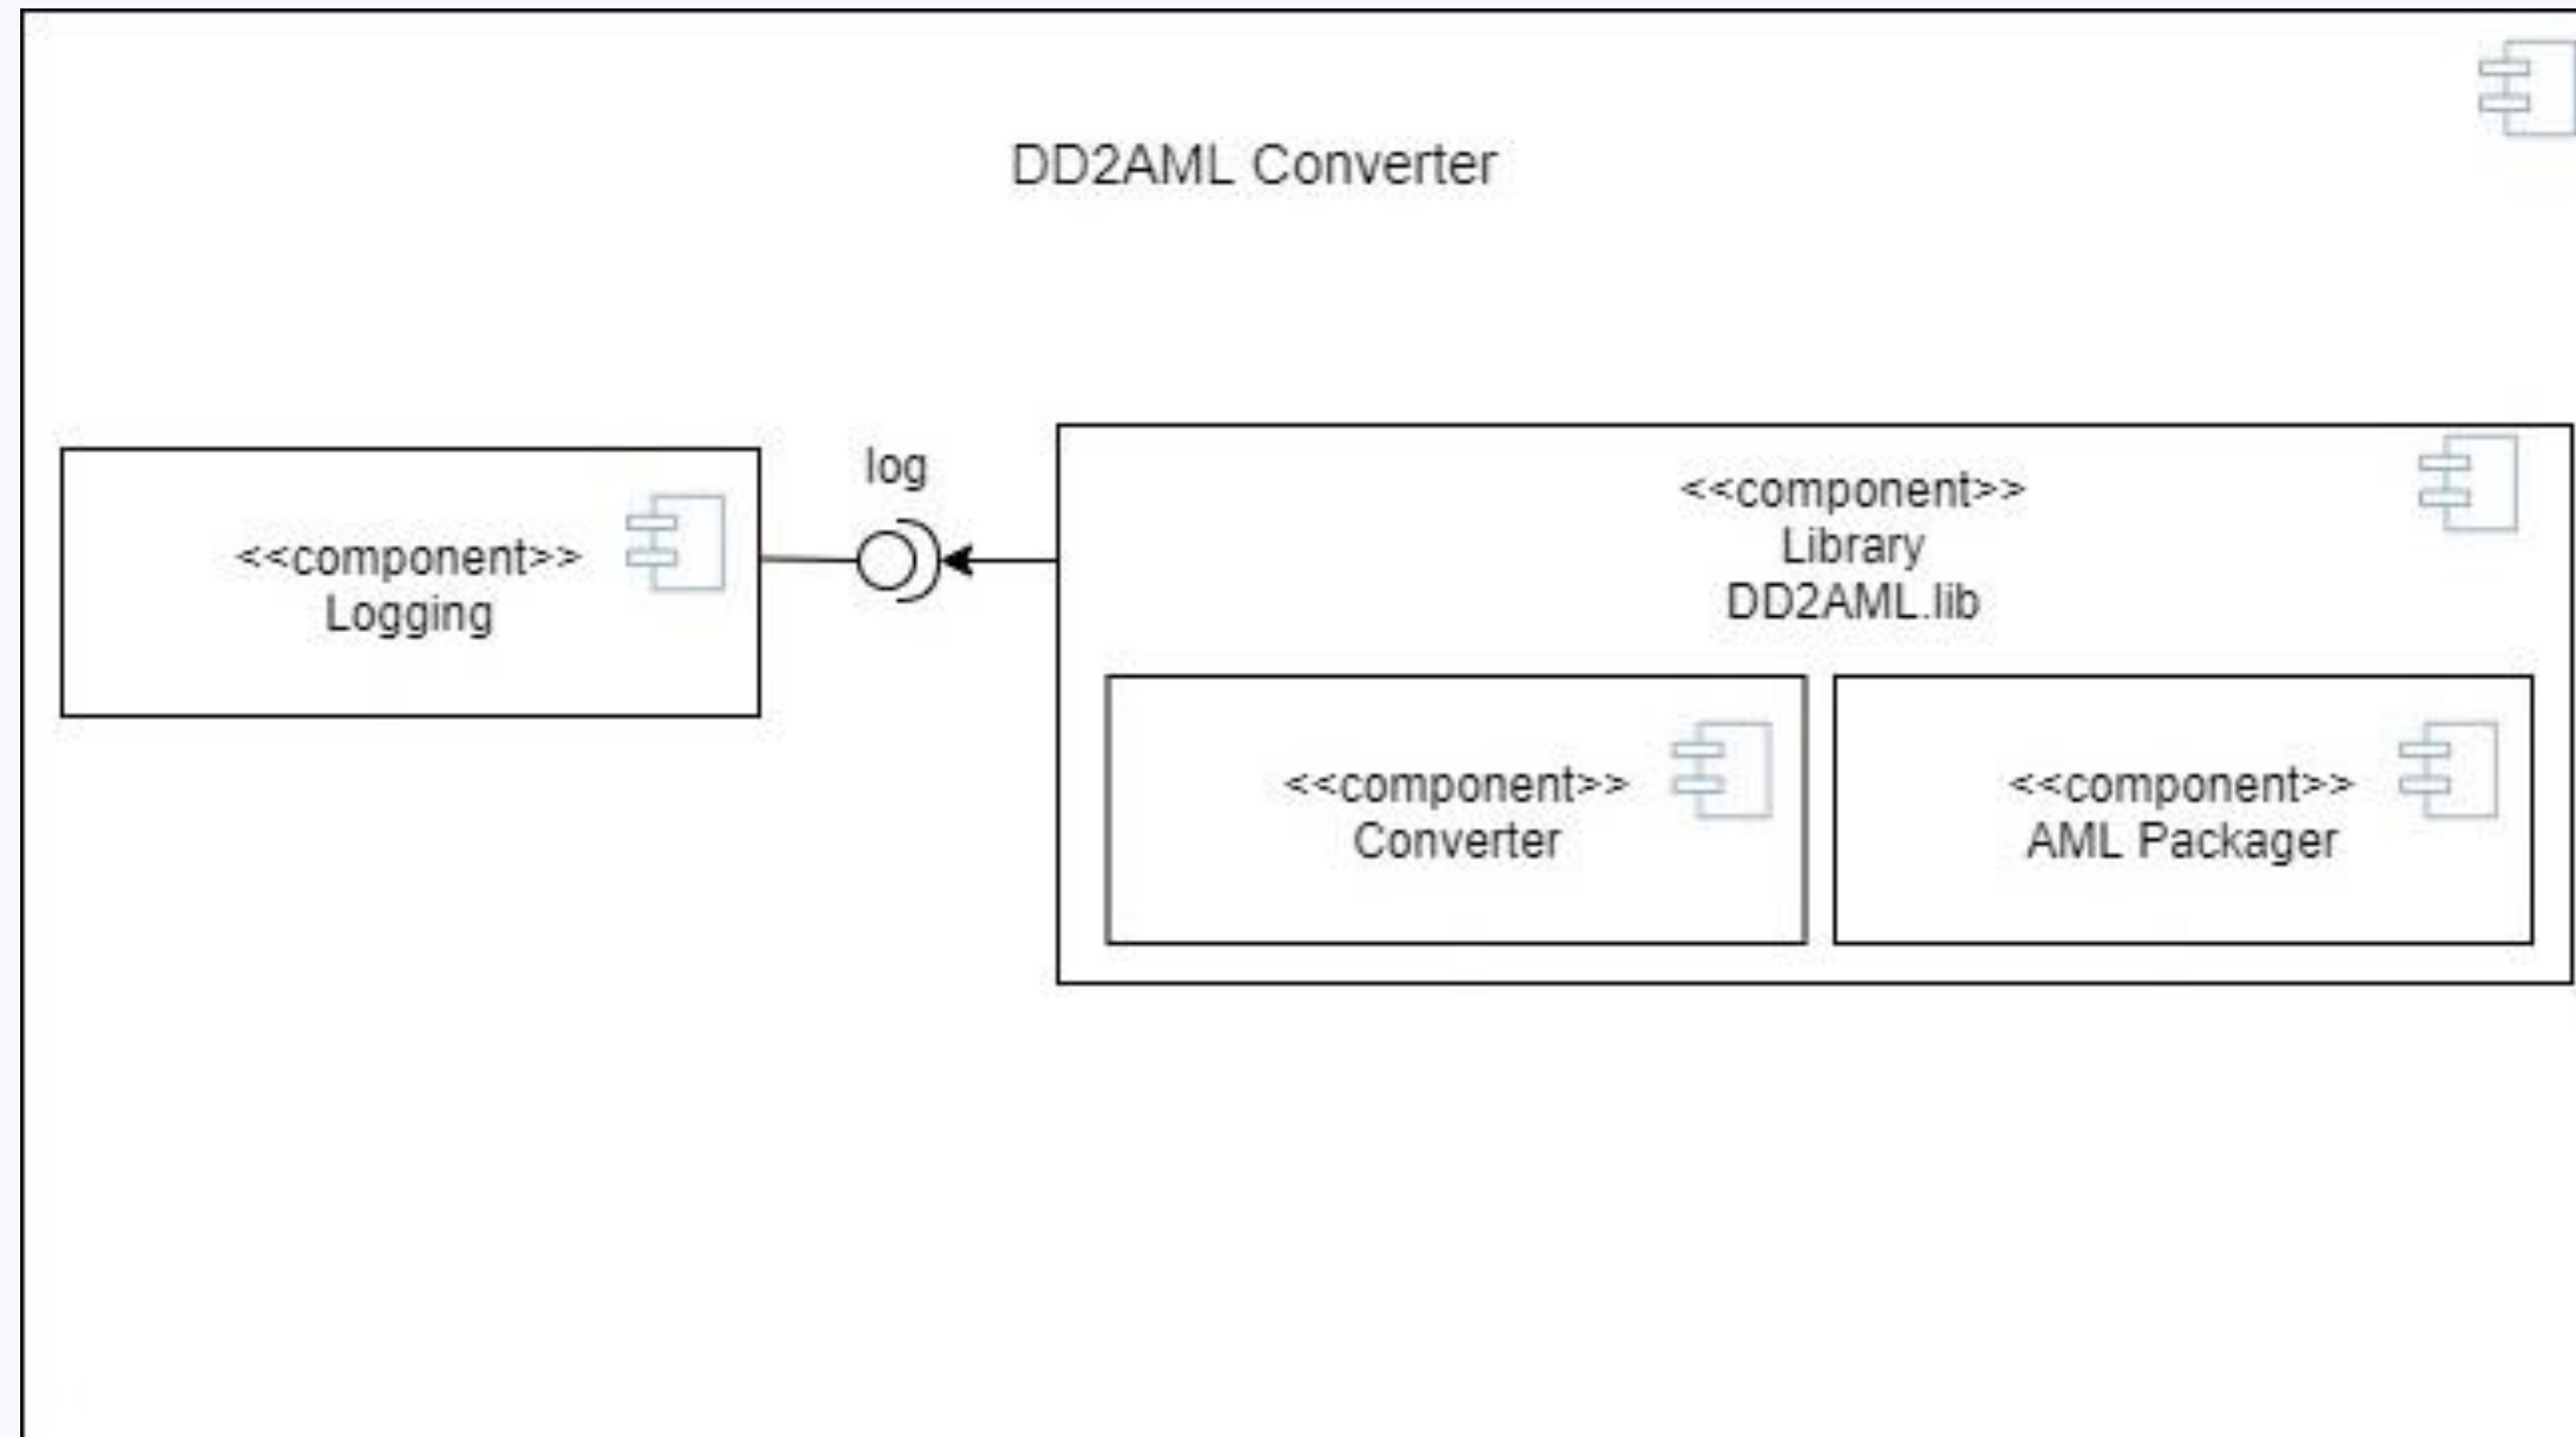 DD2AML Converter
log
<<component>>
Logging
<<component>>
Library
DD2AML.lib
<<component>>
Converter
<<component>>
AML Packager